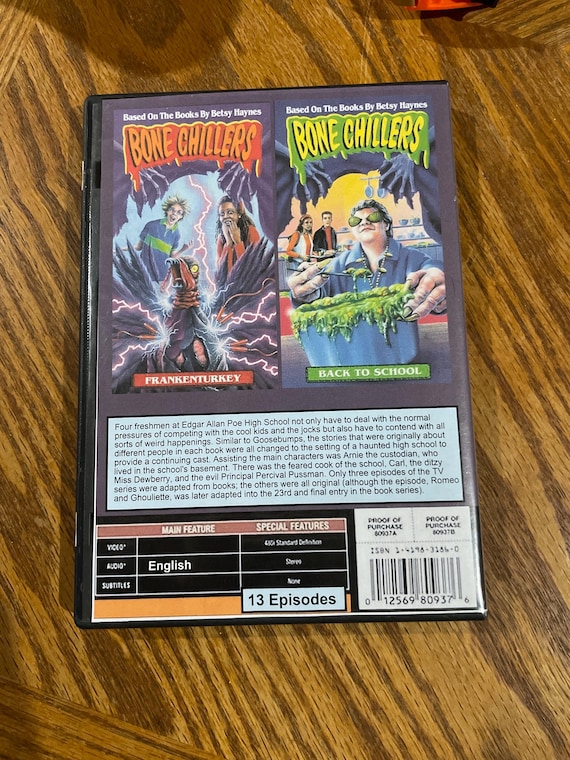 Based On The Books By Betsy Haynes
BONE CHILLERS
FRANKENTURKEY
Based On The Books By Betsy Haynes
BONE CHILLERS
BACK TO SCHOOL
Four freshmen at Edgar Allan Poe High School not only have to deal with the normal
pressures of competing with the cool kids and the jocks but also have to contend with all
sorts of weird happenings. Similar to Goosebumps, the stories that were originally about
different people in each book were all changed to the setting of a haunted high school to
provide a continuing cast. Assisting the main characters was Arnie the custodian, who
lived in the school's basement. There was the feared cook of the school, Carl, the ditzy
Miss Dewberry, and the evil Principal Percival Pussman. Only three episodes of the TV
series were adapted from books; the others were all original (although the episode, Romeo
and Ghouliette, was later adapted into the 23rd and final entry in the book series).
MAIN FEATURE SPECIAL FEATURES
VIDEO* 480i Standard Definition
AUDIO* English Stereo
SUBTITLES None
13 Episodes
PROOF OF
PURCHASE
80937A
PROOF OF
PURCHASE
80937B
ISBN 1-4198-3186-0
0 12569 80937 6